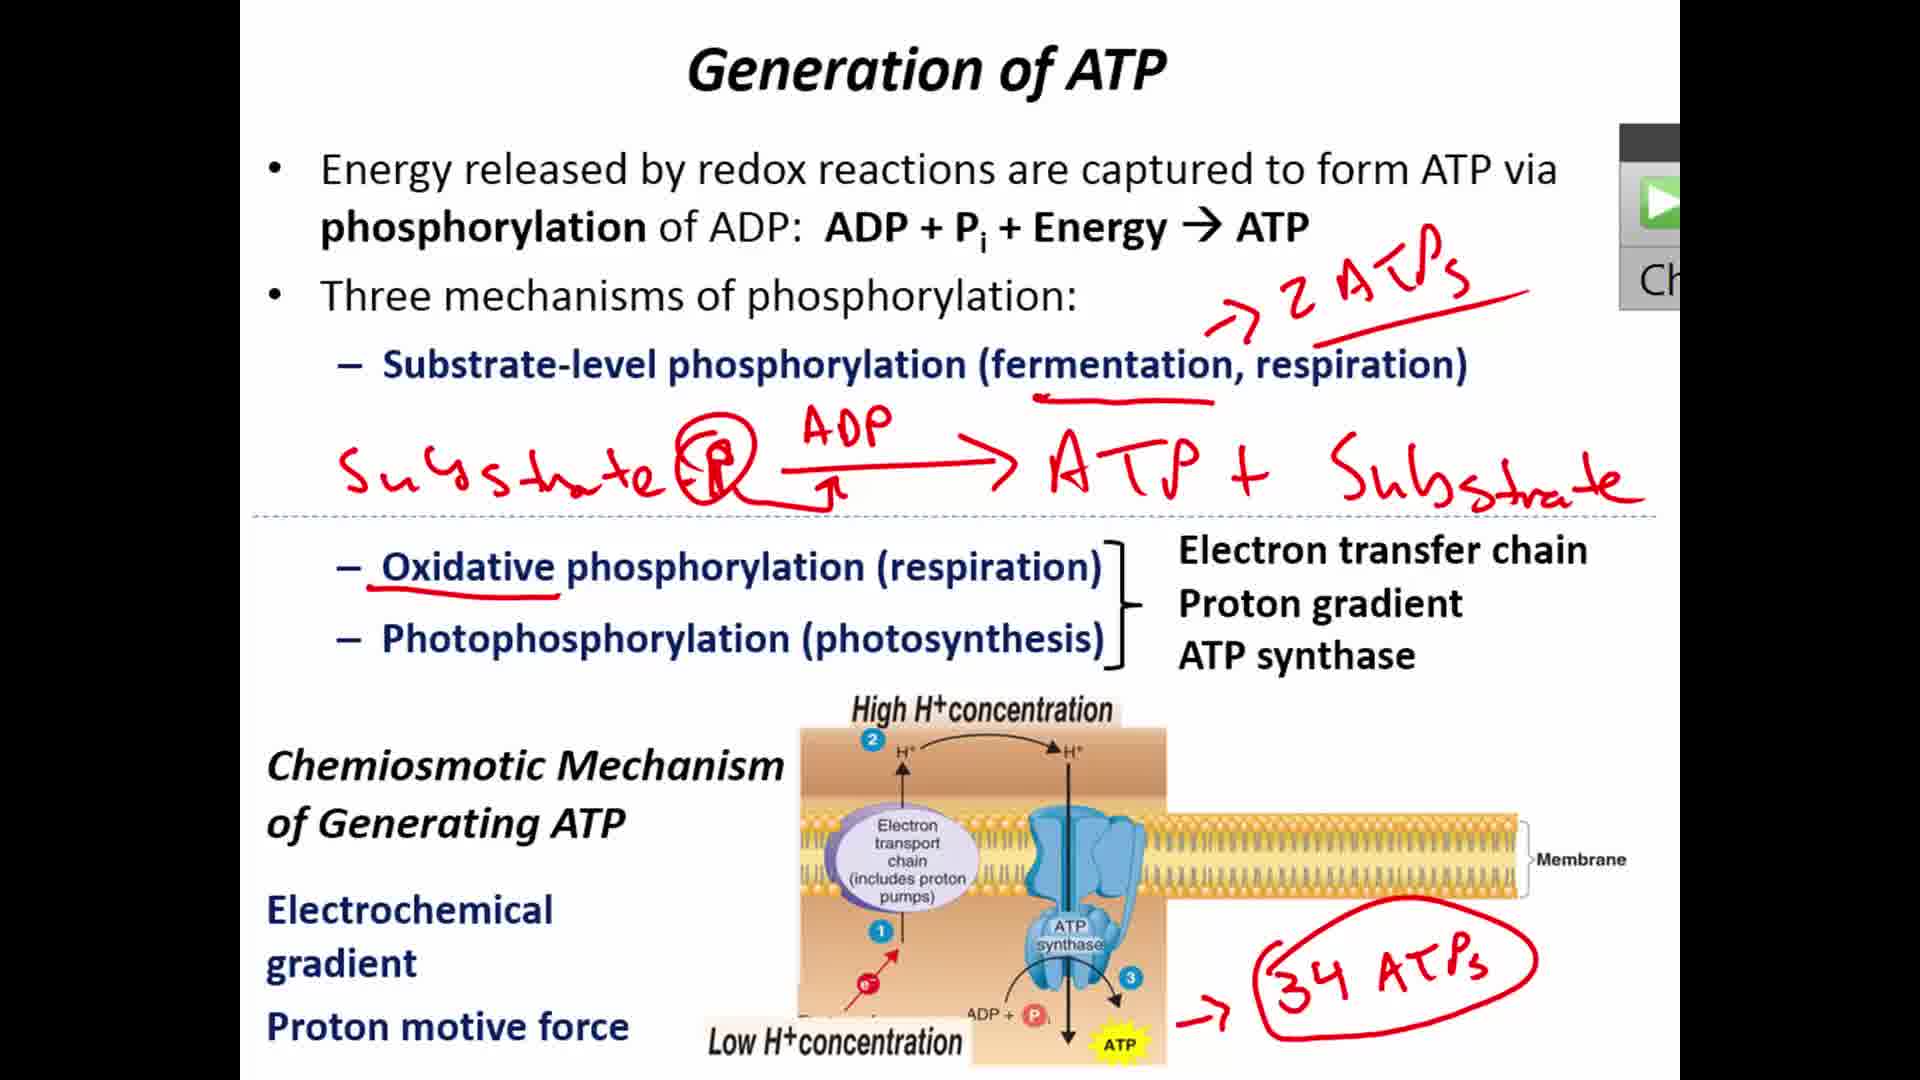 Generation of ATP
• Energy released by redox reactions are captured to form ATP via
phosphorylation of ADP: ADP + Pi + Energy → ATP
• Three mechanisms of phosphorylation:
→ 2 ATPs
– Substrate-level phosphorylation (fermentation, respiration)
Substrate-P ADP → ATP + Substrate
– Oxidative phosphorylation (respiration)
– Photophosphorylation (photosynthesis)
Electron transfer chain
Proton gradient
ATP synthase
Chemiosmotic Mechanism
of Generating ATP
Electrochemical
gradient
Proton motive force
High H+ concentration
2
H+ H+
Electron
transport
chain
(includes proton
pumps)
1
e-
ATP
synthase
3
ADP + P i
ATP
Low H+ concentration
Membrane
→ 34 ATPs
Ch